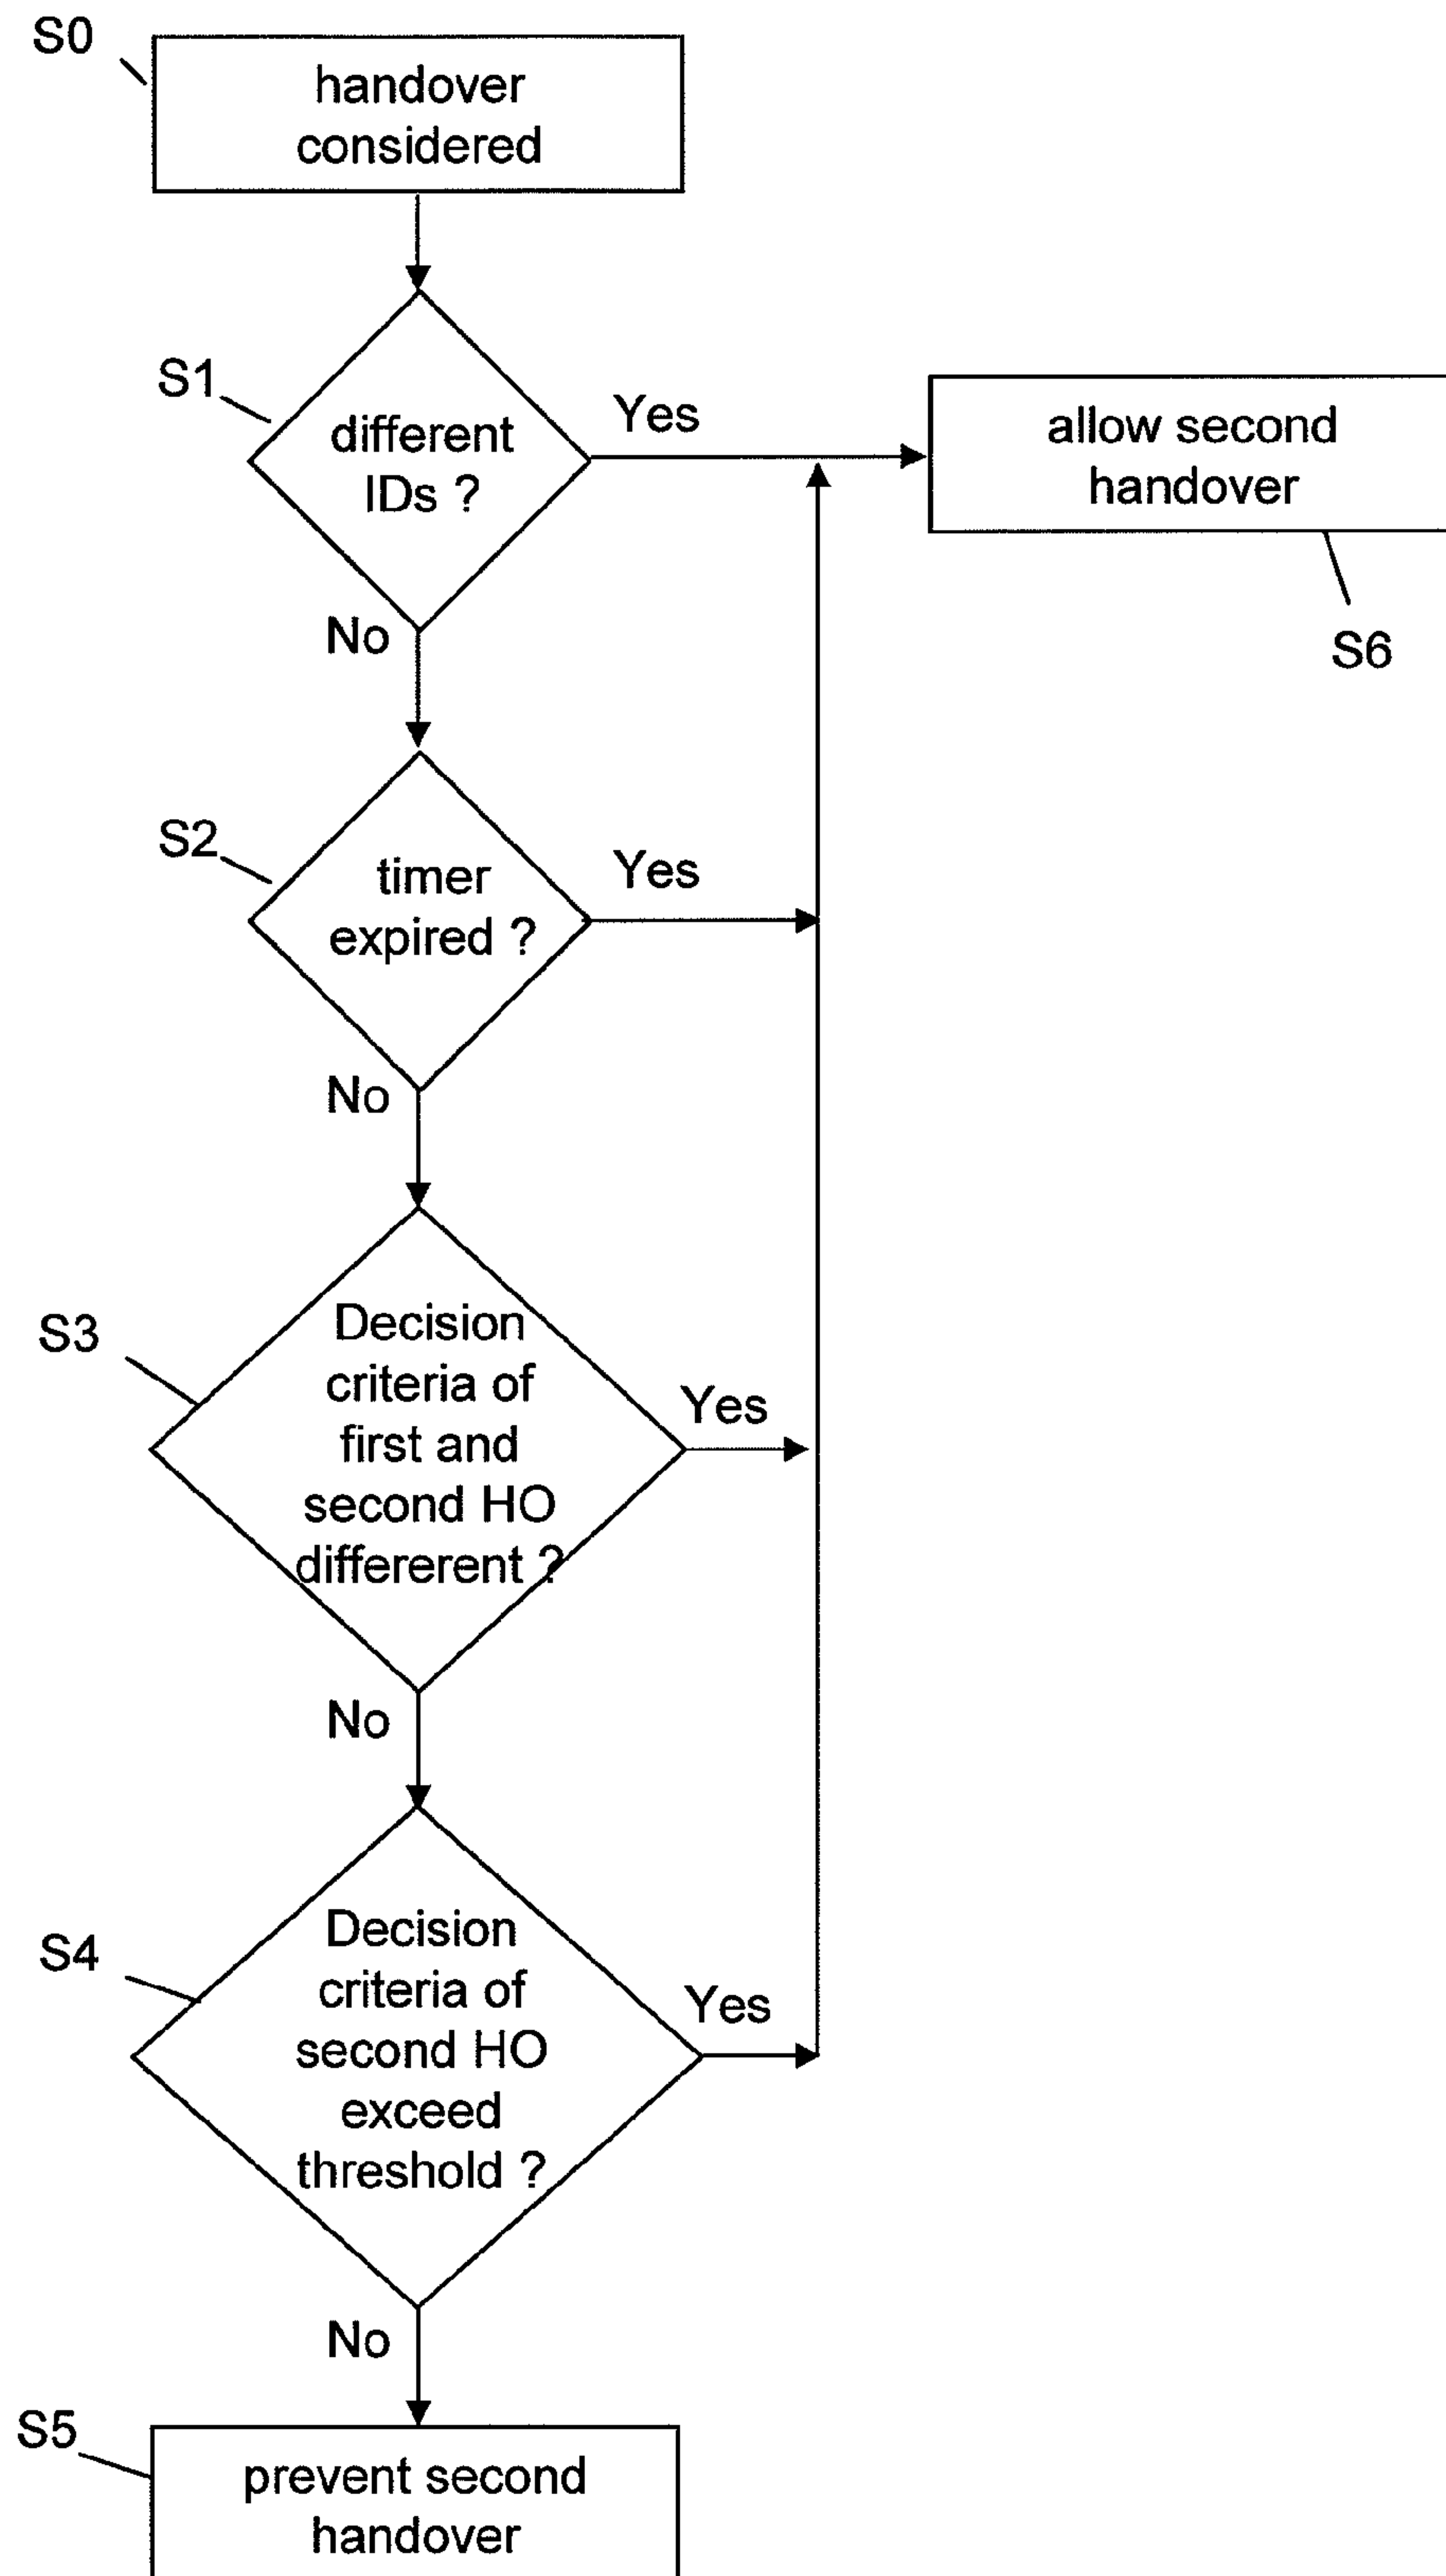 S0
handover
considered
S1
different
IDs ?
Yes
allow second
handover
S6
No
S2
timer
expired ?
Yes
No
S3
Decision
criteria of
first and
second HO
differerent ?
Yes
No
S4
Decision
criteria of
second HO
exceed
threshold ?
Yes
No
S5
prevent second
handover